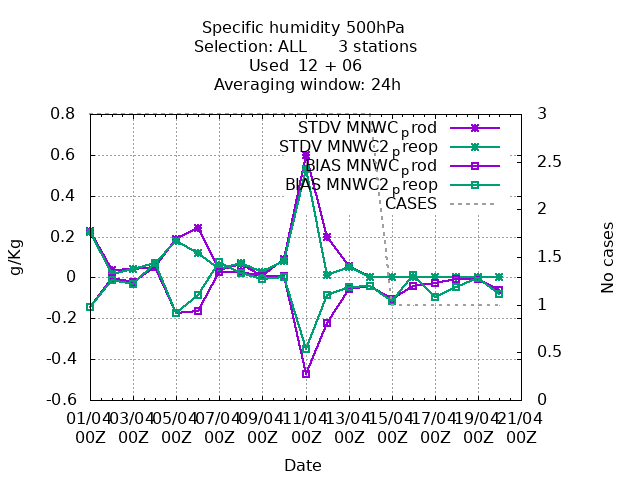 Specific humidity 500hPa
Selection: ALL 3 stations
Used 12 + 06
Averaging window: 24h
STDV MNWC_prod
STDV MNWC2_preop
BIAS MNWC_prod
BIAS MNWC2_preop
CASES
g/Kg
0.8
0.6
0.4
0.2
0
-0.2
-0.4
-0.6
No cases
3
2.5
2
1.5
1
0.5
0
01/04 03/04 05/04 07/04 09/04 11/04 13/04 15/04 17/04 19/04 21/04
00Z 00Z 00Z 00Z 00Z 00Z 00Z 00Z 00Z 00Z 00Z
Date